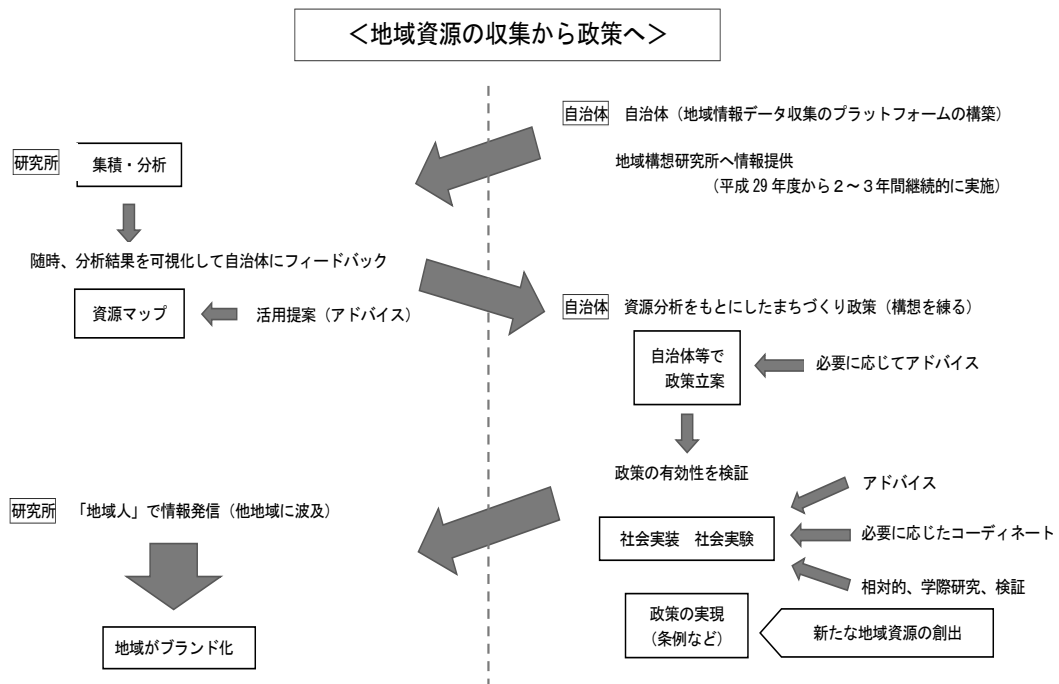 ＜地域資源の収集から政策へ＞
自治体 自治体（地域情報データ収集のプラットフォームの構築）
地域構想研究所へ情報提供
（平成 29 年度から２～３年間継続的に実施）
研究所 集積・分析
随時、分析結果を可視化して自治体にフィードバック
資源マップ 活用提案（アドバイス）
自治体 資源分析をもとにしたまちづくり政策（構想を練る）
自治体等で
政策立案
必要に応じてアドバイス
政策の有効性を検証
アドバイス
社会実装　社会実験 必要に応じたコーディネート
相対的、学際研究、検証
政策の実現
（条例など）
新たな地域資源の創出
研究所 「地域人」で情報発信（他地域に波及）
地域がブランド化